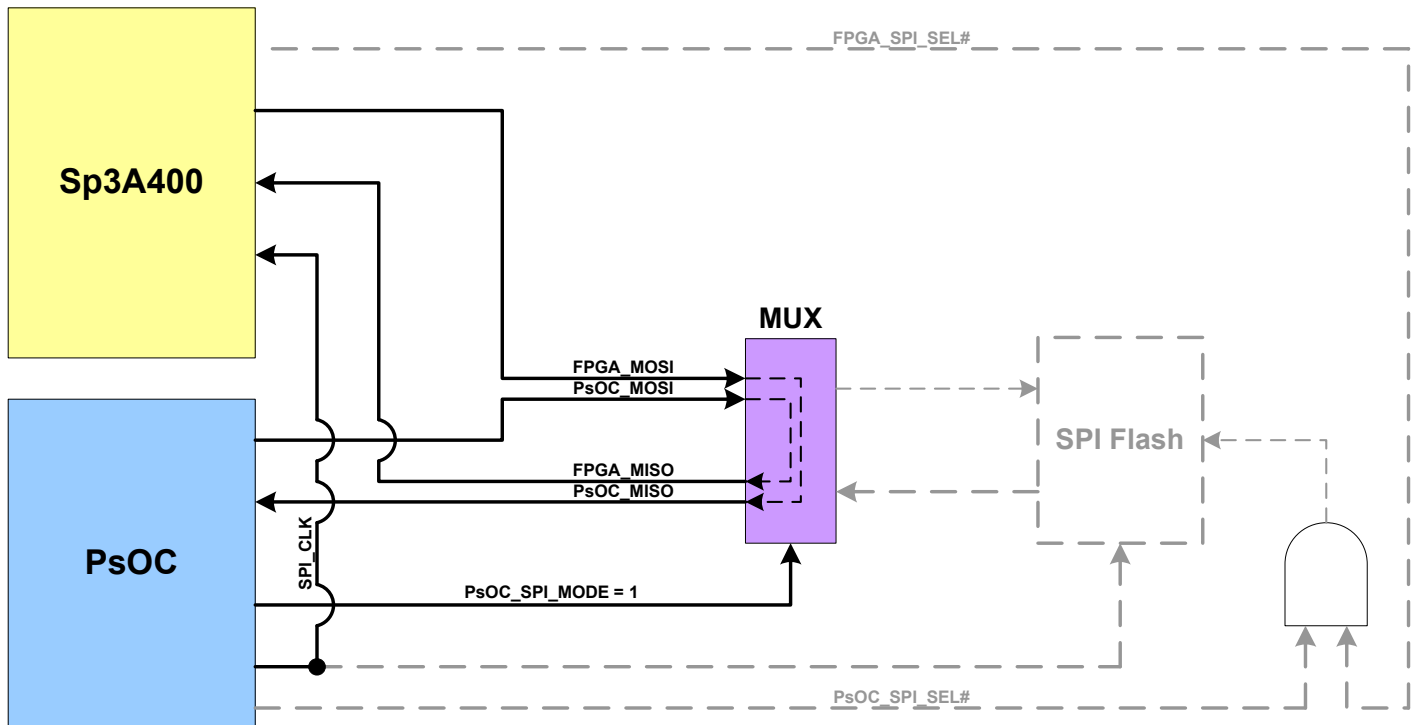 FPGA_SPI_SEL#
Sp3A400
MUX
FPGA_MOSI
PsOC_MOSI
SPI Flash
FPGA_MISO
PsOC_MISO
SPI_CLK
PsOC
PsOC_SPI_MODE = 1
PsOC_SPI_SEL#